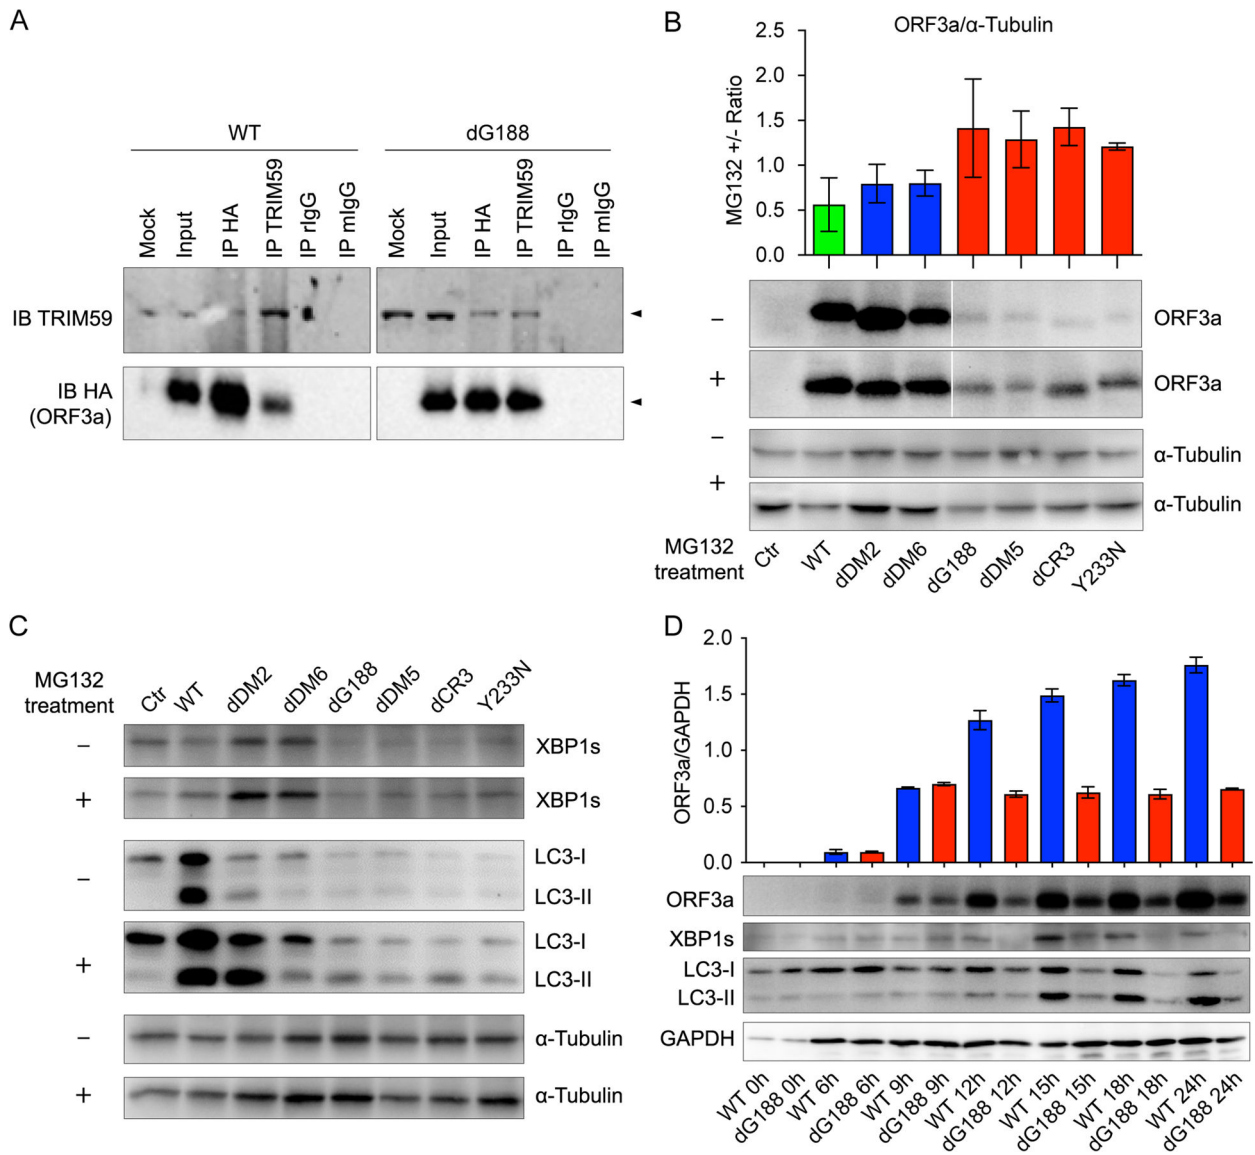 A
WT
dG188
Mock
Input
IP HA
IP TRIM59
IP rIgG
IP mIgG
Mock
Input
IP HA
IP TRIM59
IP rIgG
IP mIgG
IB TRIM59
IB HA
(ORF3a)
B
ORF3a/α-Tubulin
MG132 +/- Ratio
2.5
2.0
1.5
1.0
0.5
0.0
− ORF3a
+ ORF3a
− α-Tubulin
+ α-Tubulin
MG132
treatment
Ctr
WT
dDM2
dDM6
dG188
dDM5
dCR3
Y233N
C
MG132
treatment
Ctr
WT
dDM2
dDM6
dG188
dDM5
dCR3
Y233N
− XBP1s
+ XBP1s
LC3-I
−
LC3-II
LC3-I
+
LC3-II
− α-Tubulin
+ α-Tubulin
D
ORF3a/GAPDH
2.0
1.5
1.0
0.5
0.0
ORF3a
XBP1s
LC3-I
LC3-II
GAPDH
WT 0h
dG188 0h
WT 6h
dG188 6h
WT 9h
dG188 9h
WT 12h
dG188 12h
WT 15h
dG188 15h
WT 18h
dG188 18h
WT 24h
dG188 24h